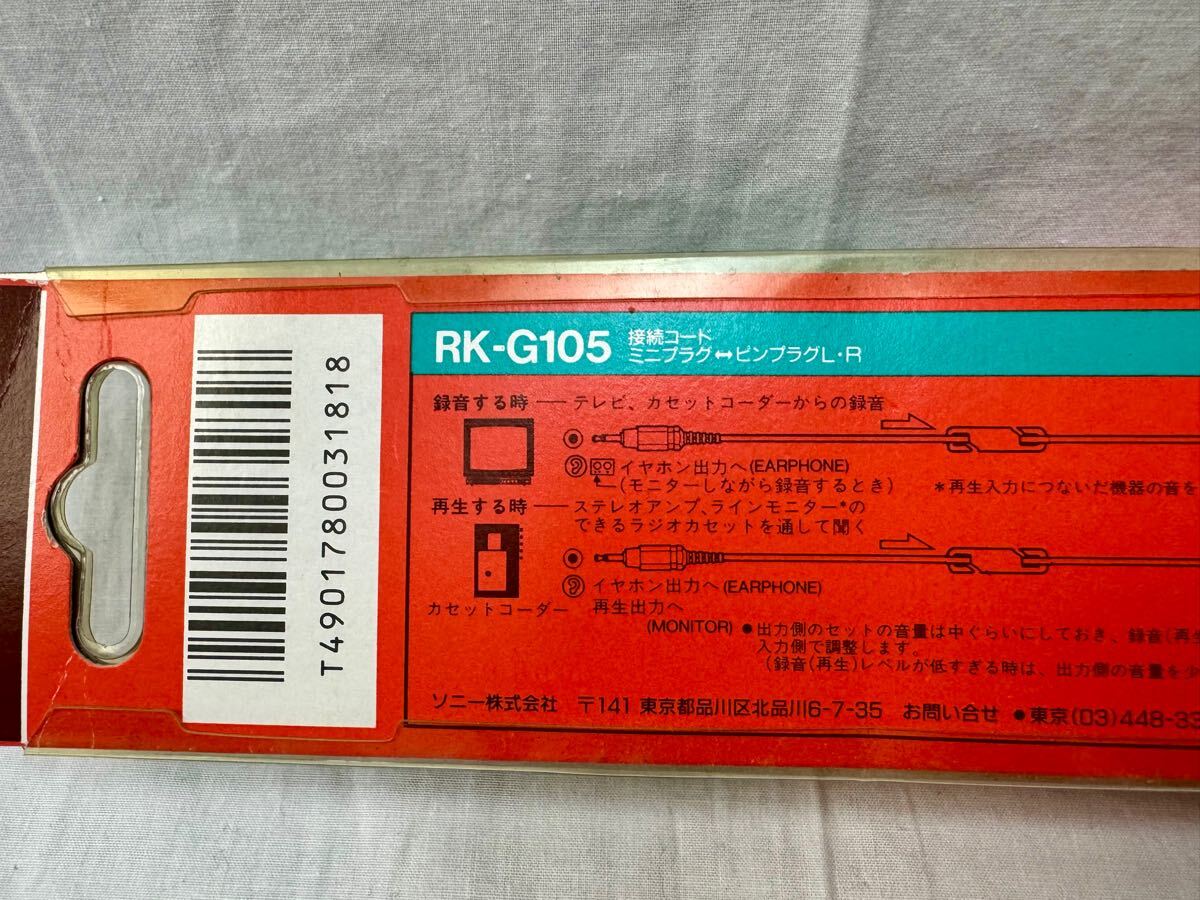 T4901780031818
RK-G105 接続コード
ミニプラグ↔ピンプラグL・R
録音する時 — テレビ、カセットコーダーからの録音
イヤホン出力へ(EARPHONE)
(モニターしながら録音するとき)
*再生入力につないだ機器の音を
再生する時 — ステレオアンプ、ラインモニター*の
できるラジオカセットを通して聞く
イヤホン出力へ(EARPHONE)
カセットコーダー
再生出力へ
(MONITOR)
●出力側のセットの音量は中ぐらいにしておき、録音(再
入力側で調整します。
(録音(再生)レベルが低すぎる時は、出力側の音量を少
ソニー株式会社 〒141 東京都品川区北品川6-7-35 お問い合せ ●東京(03)448-33